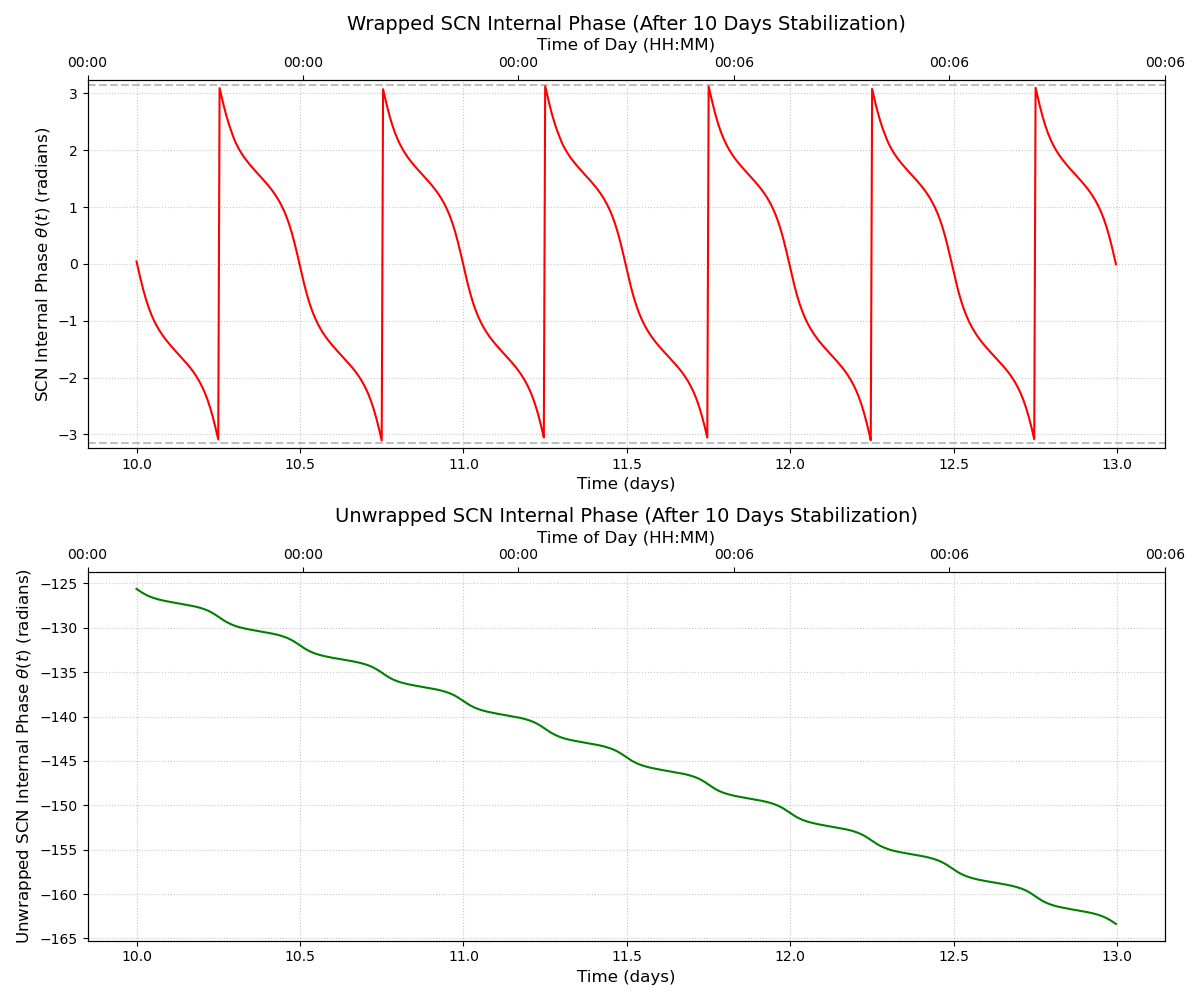 Wrapped SCN Internal Phase (After 10 Days Stabilization)
Time of Day (HH:MM)
00:00 00:00 00:00 00:06 00:06 00:06
SCN Internal Phase θ(t) (radians)
3
2
1
0
−1
−2
−3
10.0 10.5 11.0 11.5 12.0 12.5 13.0
Time (days)
Unwrapped SCN Internal Phase (After 10 Days Stabilization)
Time of Day (HH:MM)
00:00 00:00 00:00 00:06 00:06 00:06
Unwrapped SCN Internal Phase θ(t) (radians)
−125
−130
−135
−140
−145
−150
−155
−160
−165
10.0 10.5 11.0 11.5 12.0 12.5 13.0
Time (days)